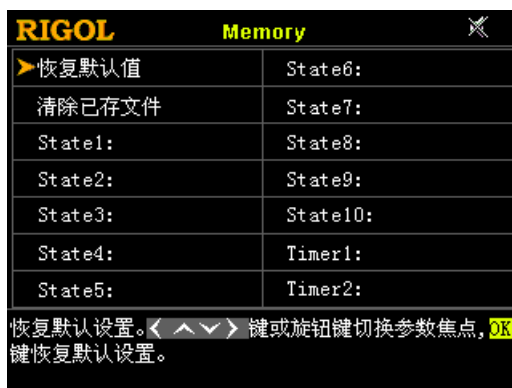 RIGOL Memory
恢复默认值 State6:
清除已存文件 State7:
State1: State8:
State2: State9:
State3: State10:
State4: Timer1:
State5: Timer2:
恢复默认设置。键或旋钮键切换参数焦点,OK
键恢复默认设置。